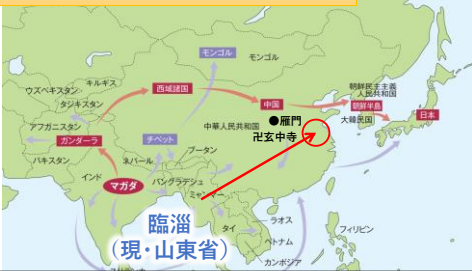 モンゴル
モンゴル
キルギス
ウズベキスタン
タジキスタン
西域諸国
中国
朝鮮民主主義
人民共和国
朝鮮半島
日本
大韓民国
アフガニスタン
ガンダーラ
チベット
中華人民共和国
●雁門
卍玄中寺
パキスタン
ネパール
ブータン
インド
マガダ
バングラデシュ
ミャンマー
臨淄
(現・山東省)
タイ
ラオス
ベトナム
カンボジア
フィリピン